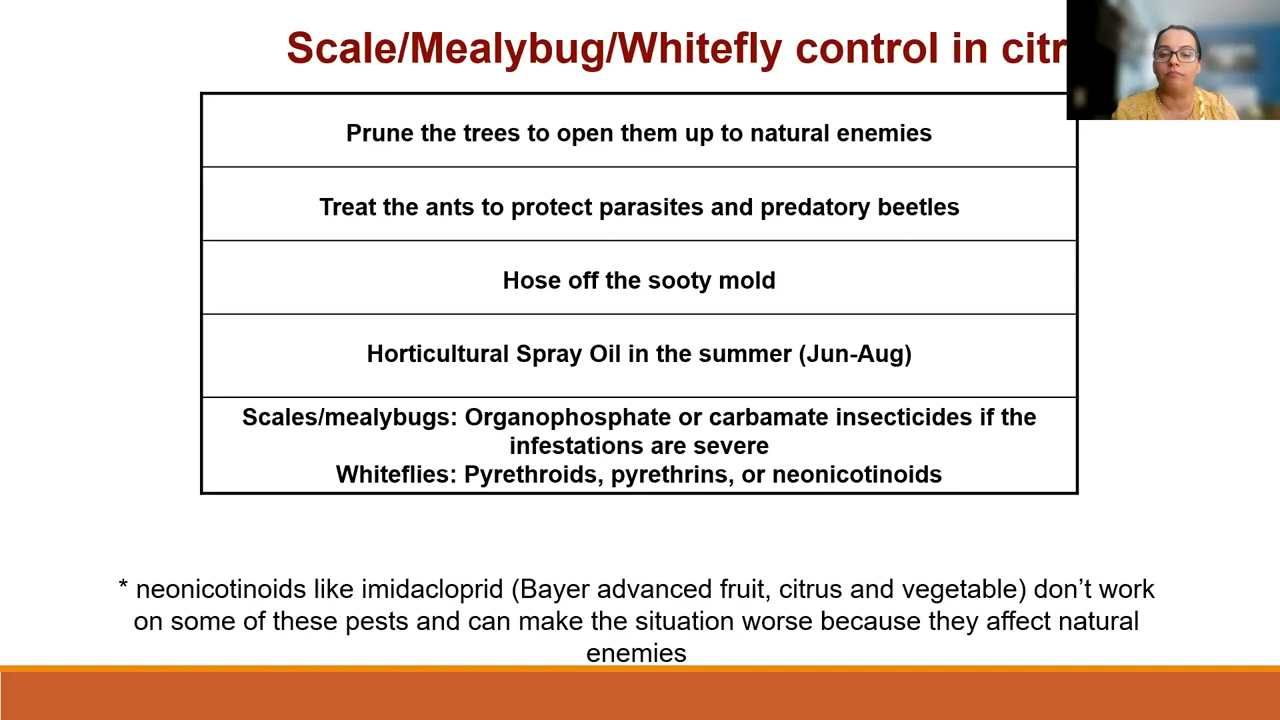 Scale/Mealybug/Whitefly control in citr
Prune the trees to open them up to natural enemies
Treat the ants to protect parasites and predatory beetles
Hose off the sooty mold
Horticultural Spray Oil in the summer (Jun-Aug)
Scales/mealybugs: Organophosphate or carbamate insecticides if the
infestations are severe
Whiteflies: Pyrethroids, pyrethrins, or neonicotinoids
* neonicotinoids like imidacloprid (Bayer advanced fruit, citrus and vegetable) don’t work
on some of these pests and can make the situation worse because they affect natural
enemies